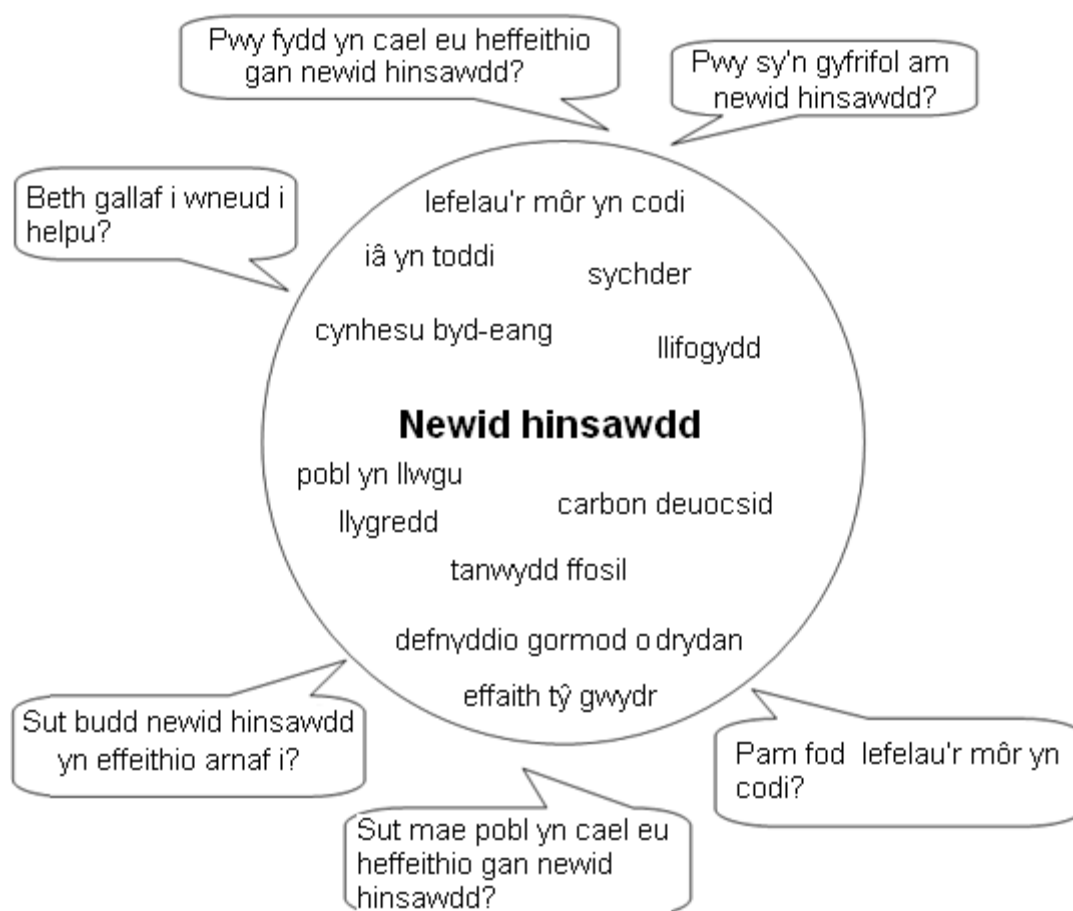 Pwy fydd yn cael eu heffeithio
gan newid hinsawdd?
Pwy sy'n gyfrifol am
newid hinsawdd?
Beth gallaf i wneud i
helpu?
lefelau'r môr yn codi
iâ yn toddi
sychder
cynhesu byd-eang
llifogydd
Newid hinsawdd
pobl yn llwgu
carbon deuocsid
llygredd
tanwydd ffosil
defnyddio gormod o drydan
effaith tŷ gwydr
Sut budd newid hinsawdd
yn effeithio arnaf i?
Pam fod lefelau'r môr yn
codi?
Sut mae pobl yn cael eu
heffeithio gan newid
hinsawdd?